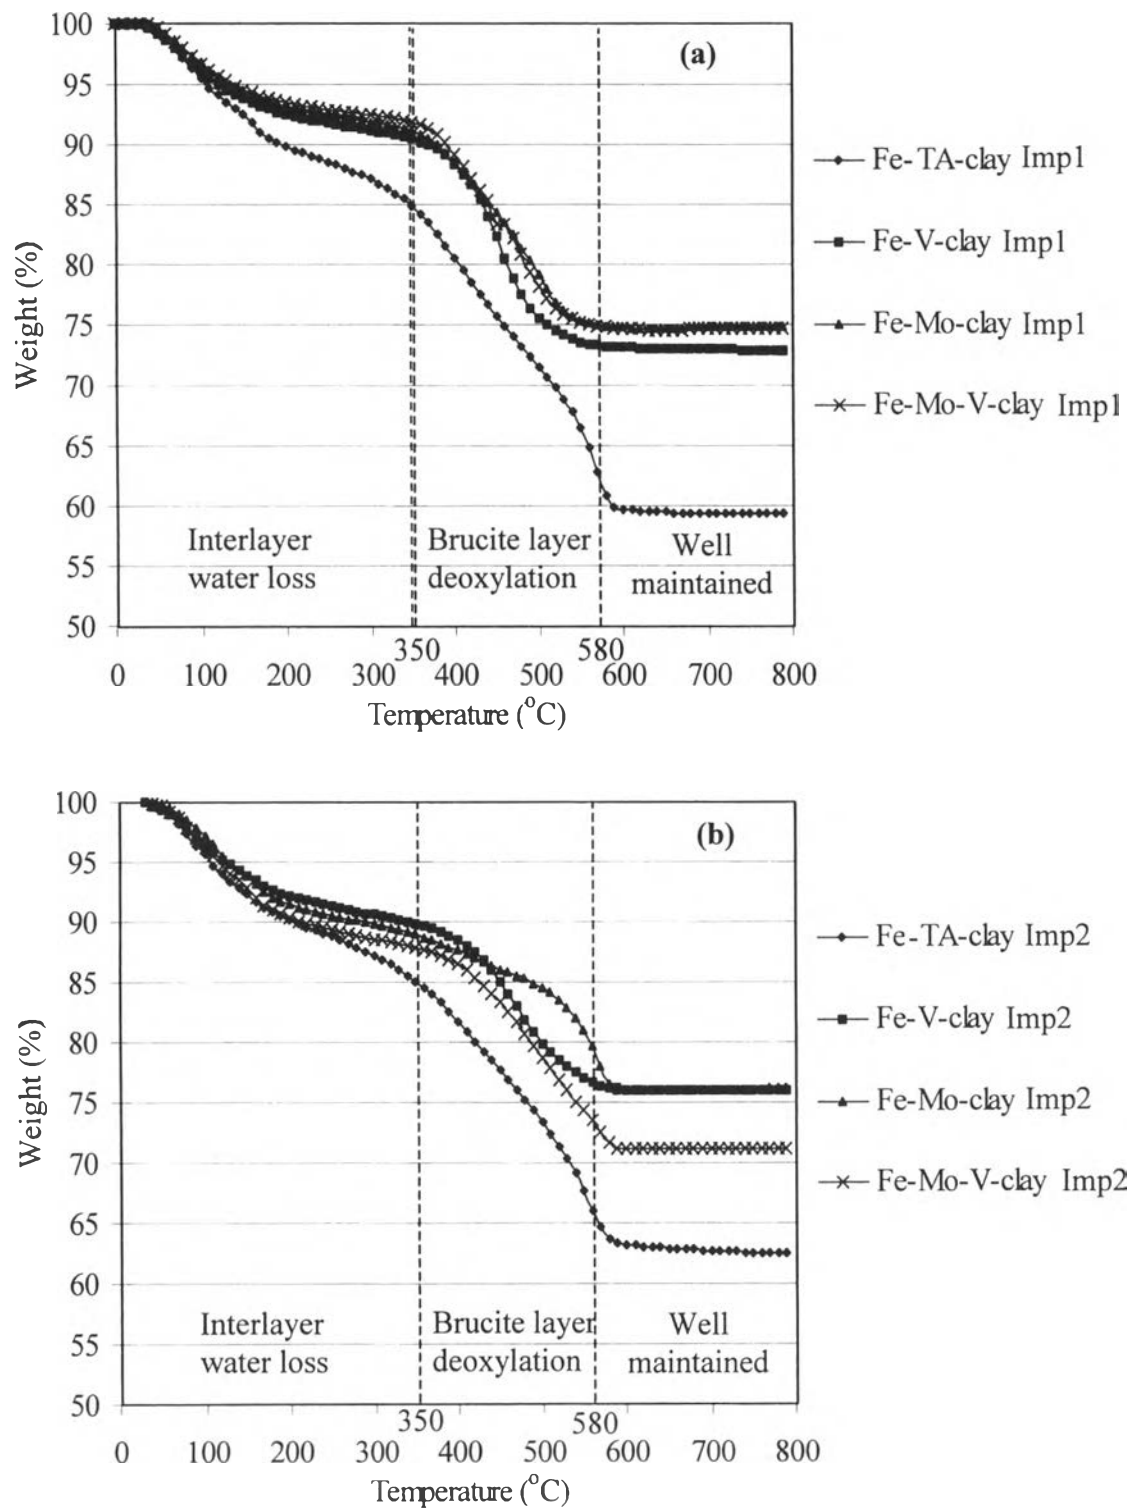 100
95
90
85
80
75
70
65
60
55
50
Weight (%)
(a)
Interlayer
water loss
Brucite layer
deoxylation
Well
maintained
350
580
0 100 200 300 400 500 600 700 800
Temperature (°C)
Fe-TA-clay Imp1
Fe-V-clay Imp1
Fe-Mo-clay Imp1
Fe-Mo-V-clay Imp1
100
95
90
85
80
75
70
65
60
55
50
Weight (%)
(b)
Interlayer
water loss
Brucite layer
deoxylation
Well
maintained
350
580
0 100 200 300 400 500 600 700 800
Temperature (°C)
Fe-TA-clay Imp2
Fe-V-clay Imp2
Fe-Mo-clay Imp2
Fe-Mo-V-clay Imp2